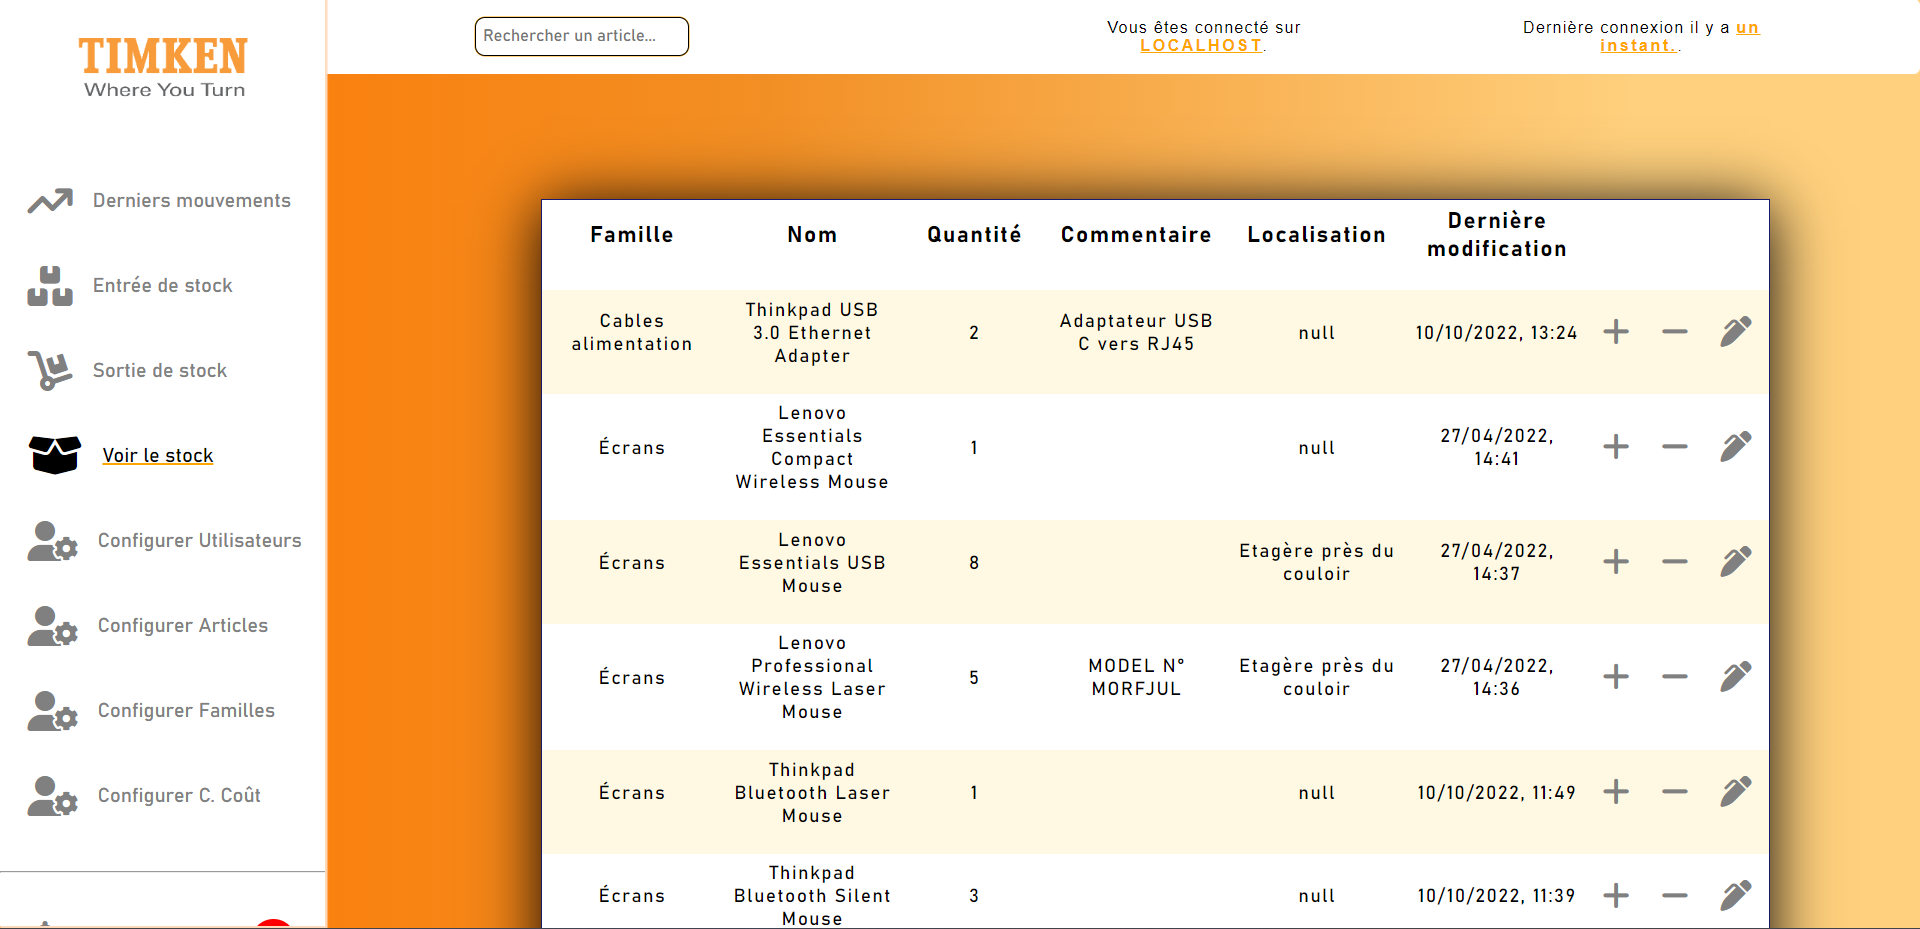 TIMKEN
Where You Turn
Rechercher un article...
Vous êtes connecté sur
LOCALHOST.
Dernière connexion il y a un
instant..
Derniers mouvements
Entrée de stock
Sortie de stock
Voir le stock
Configurer Utilisateurs
Configurer Articles
Configurer Familles
Configurer C. Coût
Famille Nom Quantité Commentaire Localisation Dernière
modification
Cables
alimentation
Thinkpad USB
3.0 Ethernet
Adapter
2
Adaptateur USB
C vers RJ45
null
10/10/2022, 13:24
Écrans
Lenovo
Essentials
Compact
Wireless Mouse
1
null
27/04/2022,
14:41
Écrans
Lenovo
Essentials USB
Mouse
8
Etagère près du
couloir
27/04/2022,
14:37
Écrans
Lenovo
Professional
Wireless Laser
Mouse
5
MODEL N°
MORFJUL
Etagère près du
couloir
27/04/2022,
14:36
Écrans
Thinkpad
Bluetooth Laser
Mouse
1
null
10/10/2022, 11:49
Écrans
Thinkpad
Bluetooth Silent
Mouse
3
null
10/10/2022, 11:39